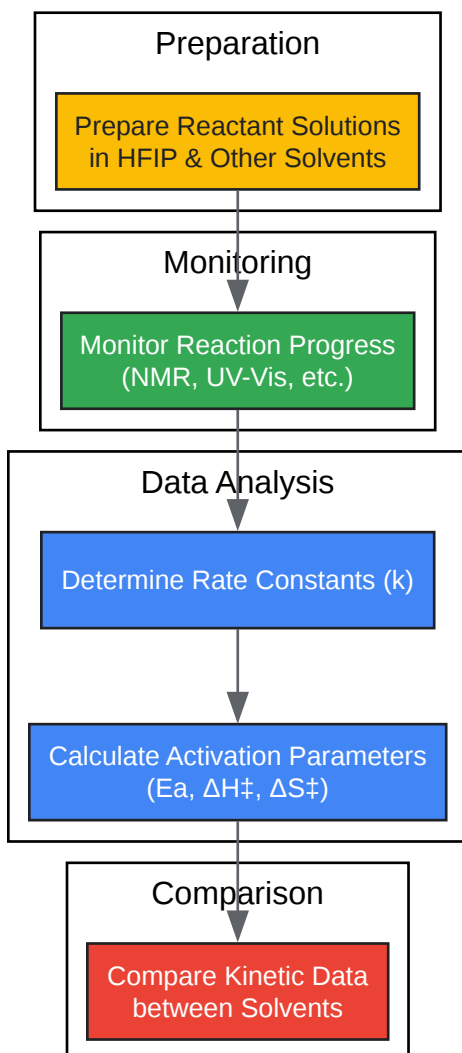 Preparation
Prepare Reactant Solutions
in HFIP & Other Solvents
Monitoring
Monitor Reaction Progress
(NMR, UV-Vis, etc.)
Data Analysis
Determine Rate Constants (k)
Calculate Activation Parameters
(Ea, ΔH‡, ΔS‡)
Comparison
Compare Kinetic Data
between Solvents